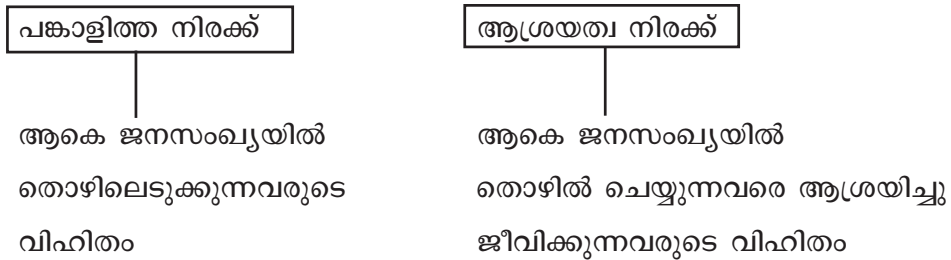 പങ്കാളിത്ത നിരക്ക്
ആകെ ജനസംഖ്യയിൽ
തൊഴിലെടുക്കുന്നവരുടെ
വിഹിതം
ആശ്രയത്വ നിരക്ക്
ആകെ ജനസംഖ്യയിൽ
തൊഴിൽ ചെയ്യുന്നവരെ ആശ്രയിച്ചു
ജീവിക്കുന്നവരുടെ വിഹിതം